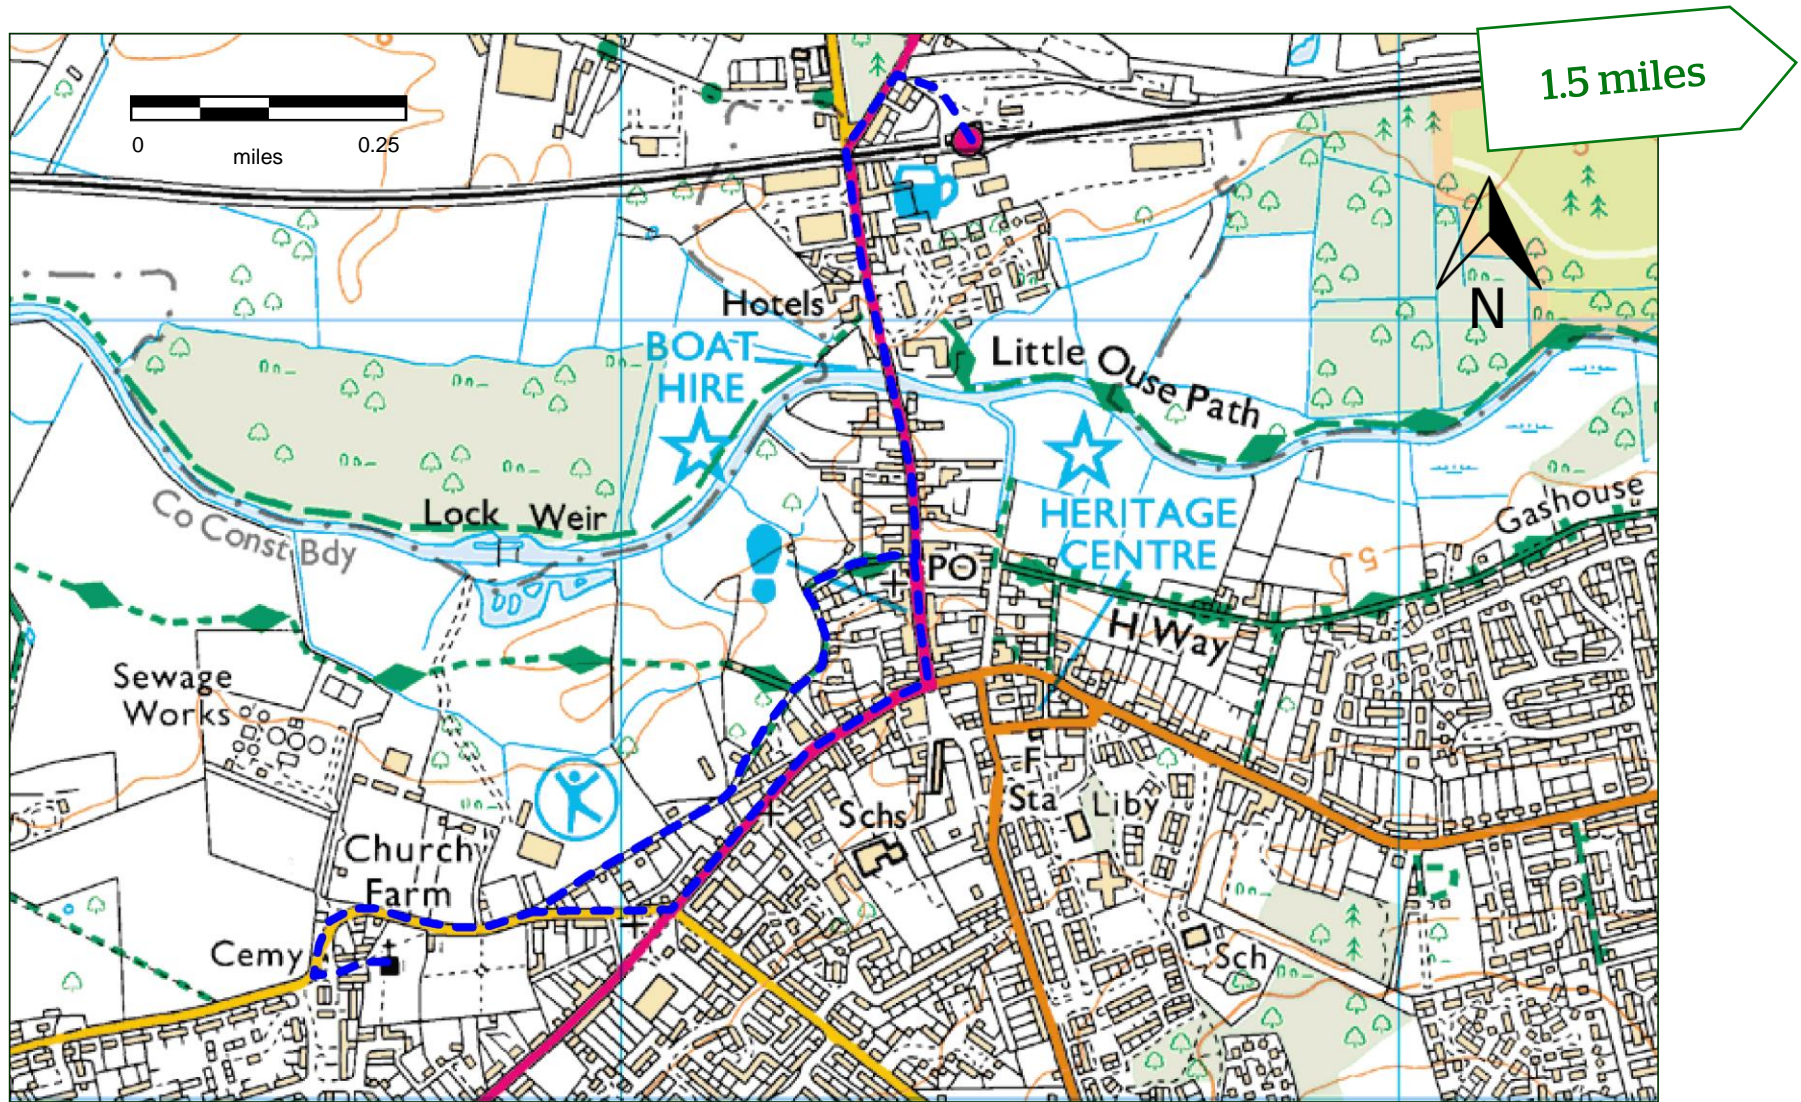 1.5 miles
0
miles
0.25
N
Hotels
BOAT
HIRE
Little Ouse Path
Lock
Weir
Co Const Bdy
HERITAGE
CENTRE
Gashouse
PO
H Way
Sewage
Works
F
Sta
Liby
Schs
Church
Farm
Cemy
Sch
5